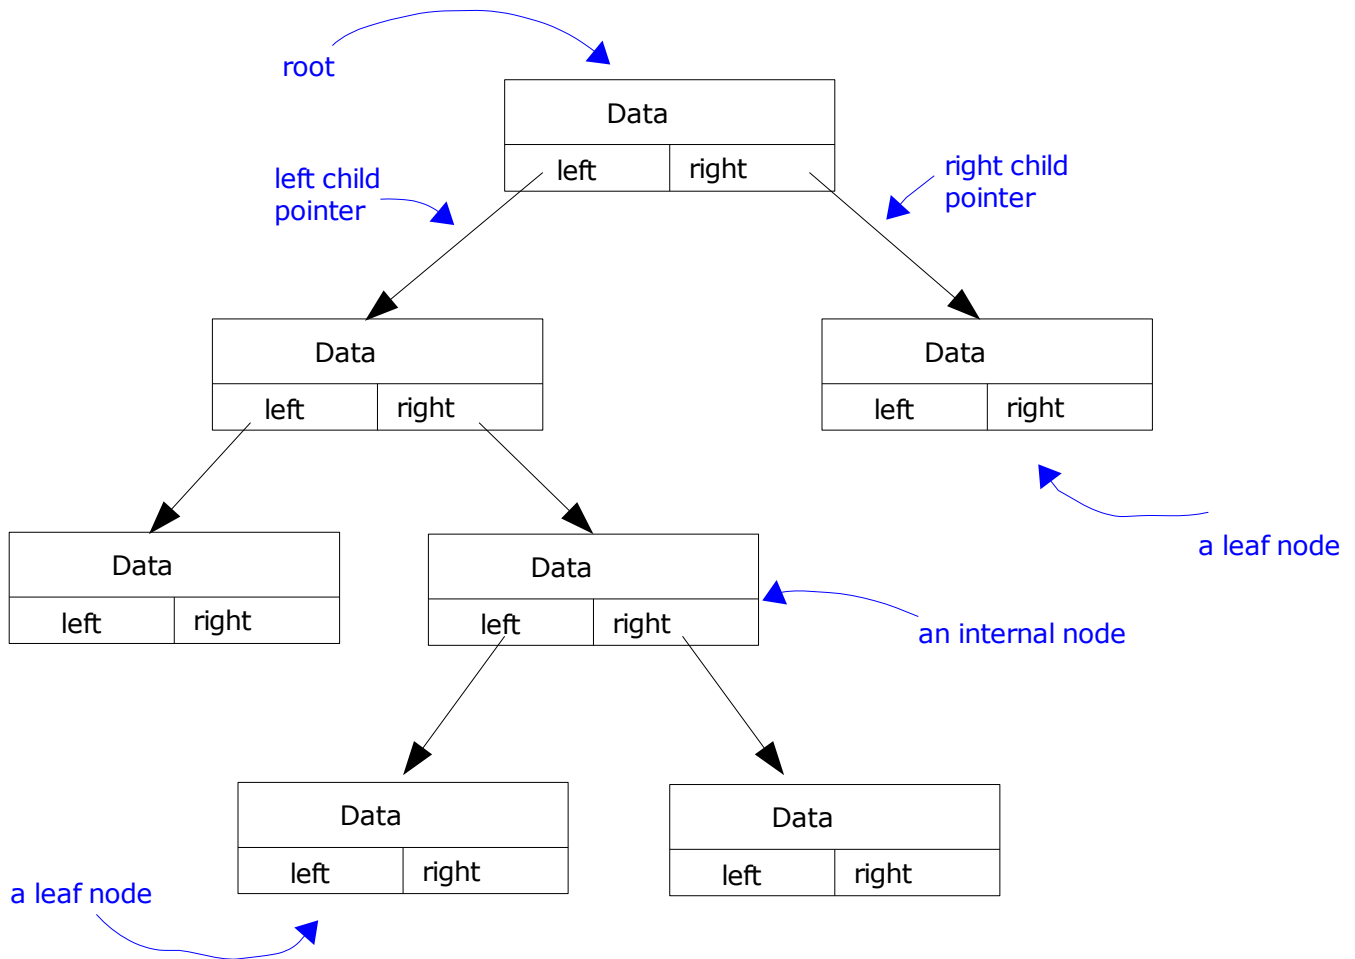 root
Data
left right
left child
pointer
right child
pointer
Data
left right
Data
left right
a leaf node
Data
left right
Data
left right
an internal node
Data
left right
Data
left right
a leaf node